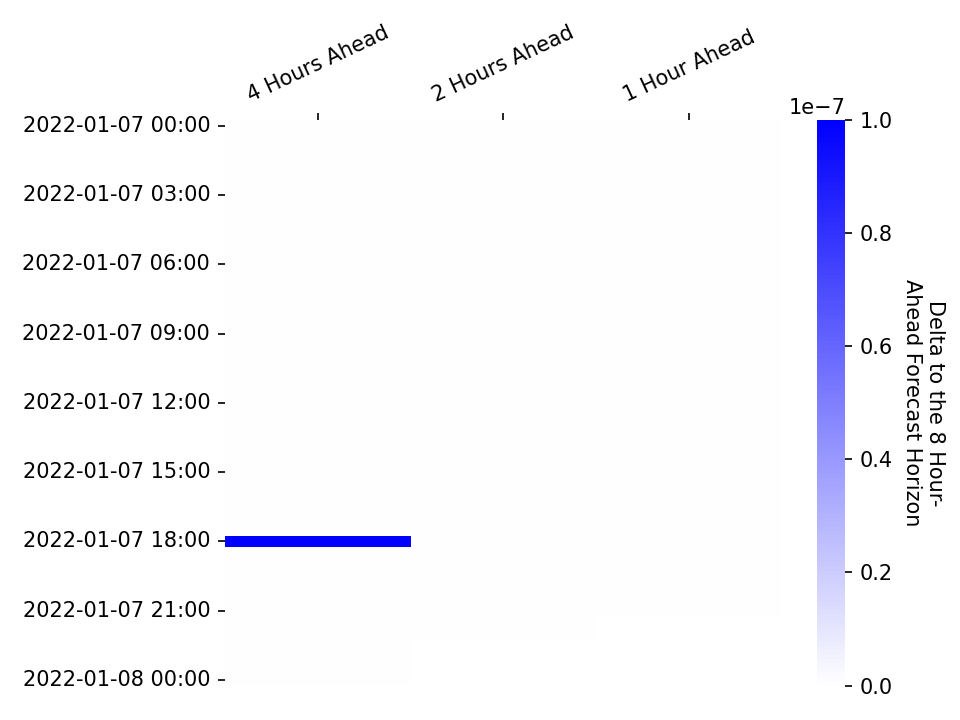 4 Hours Ahead
2 Hours Ahead
1 Hour Ahead
2022-01-07 00:00
2022-01-07 03:00
2022-01-07 06:00
2022-01-07 09:00
2022-01-07 12:00
2022-01-07 15:00
2022-01-07 18:00
2022-01-07 21:00
2022-01-08 00:00
1e−7
1.0
0.8
0.6
0.4
0.2
0.0
Delta to the 8 Hour-
Ahead Forecast Horizon